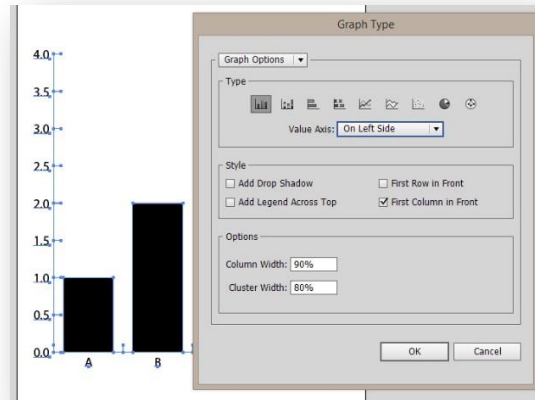 Graph Type
Graph Options
Type
Value Axis: On Left Side
Style
Add Drop Shadow
First Row in Front
Add Legend Across Top
First Column in Front
Options
Column Width: 90%
Cluster Width: 80%
OK
Cancel
4.0
3.5
3.0
2.5
2.0
1.5
1.0
0.5
0.0
A
B